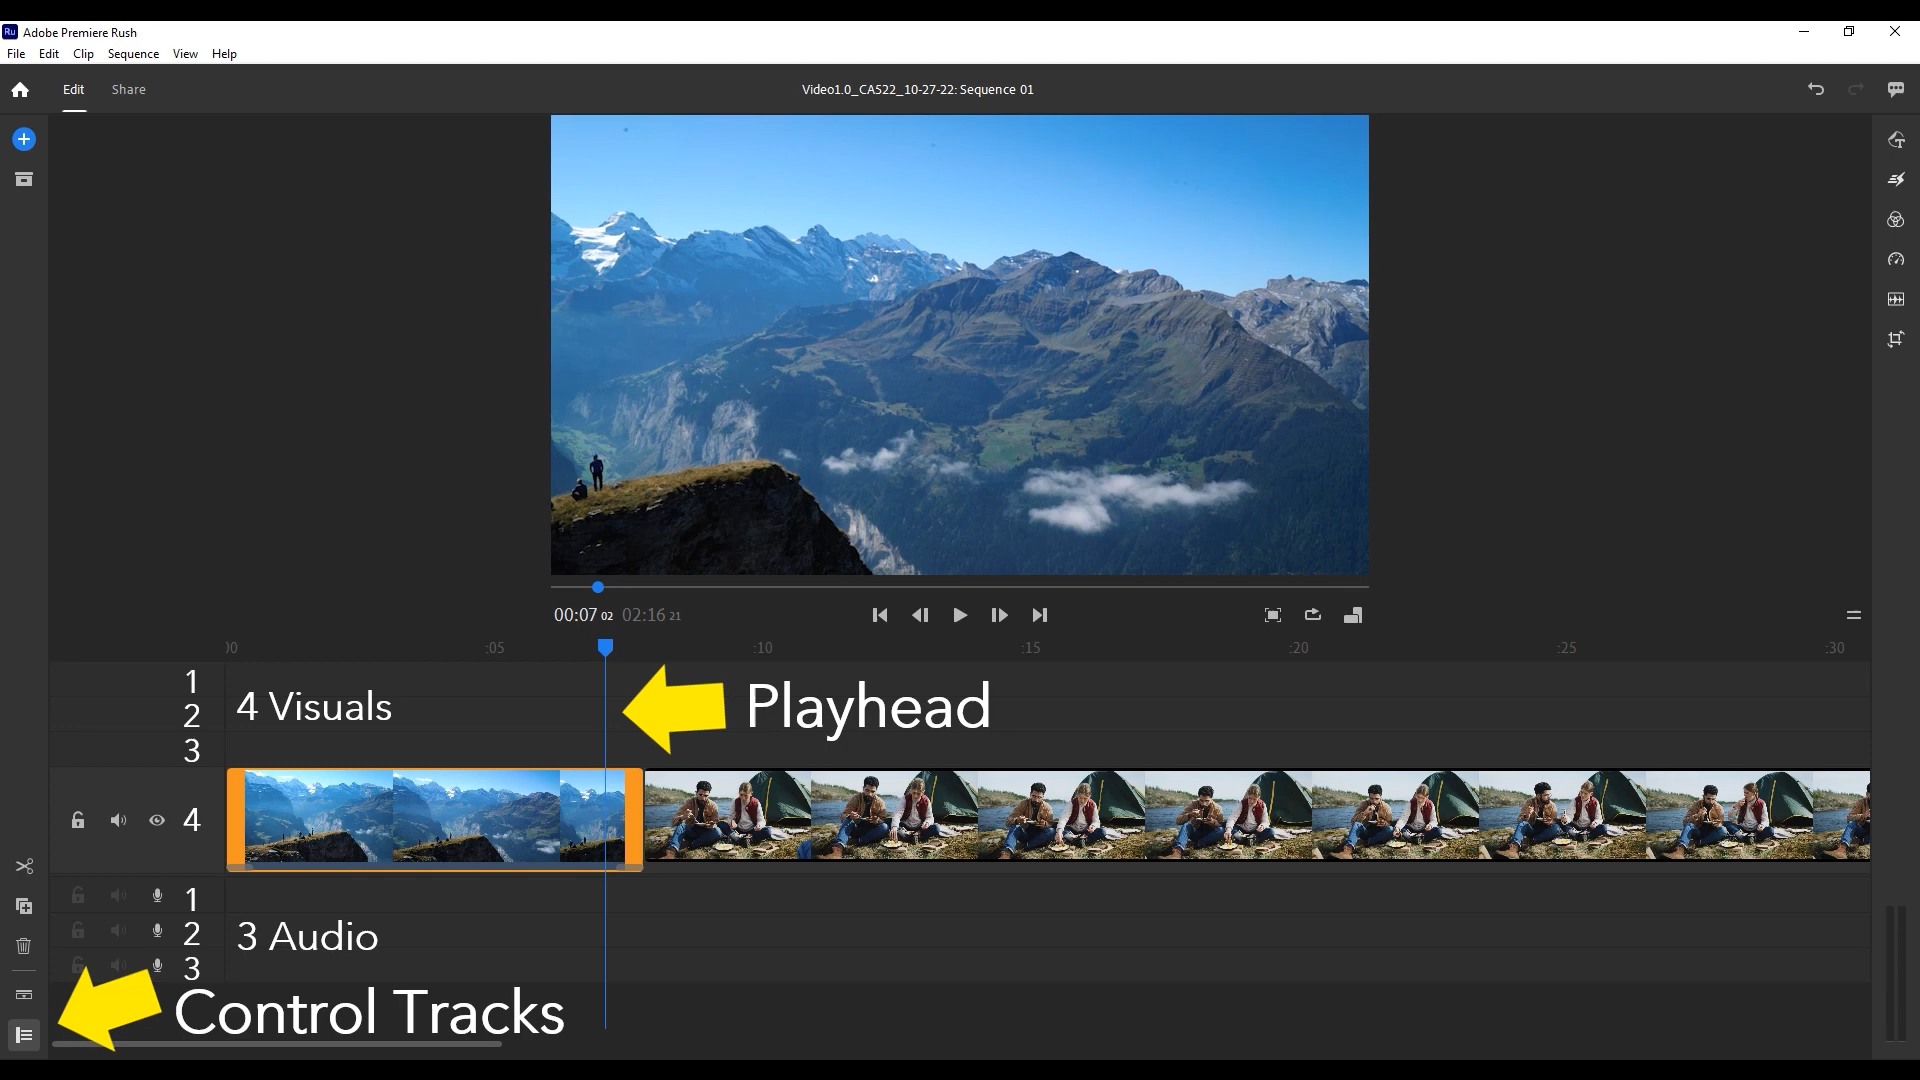 Ru Adobe Premiere Rush
File Edit Clip Sequence View Help
Edit Share
Video1.0_CA522_10-27-22: Sequence 01
00:07 02 02:16 21
:00 :05 :10 :15 :20 :25 :30
1
2
3
4 Visuals
Playhead
4
1
2
3
3 Audio
Control Tracks